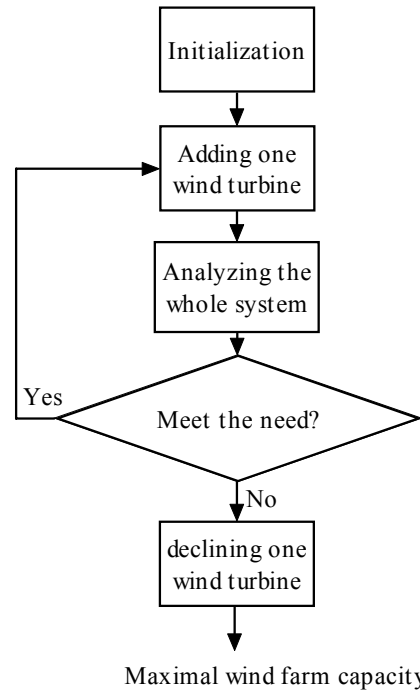 Initialization
Adding one
wind turbine
Analyzing the
whole system
Yes
Meet the need?
No
declining one
wind turbine
Maximal wind farm capacity